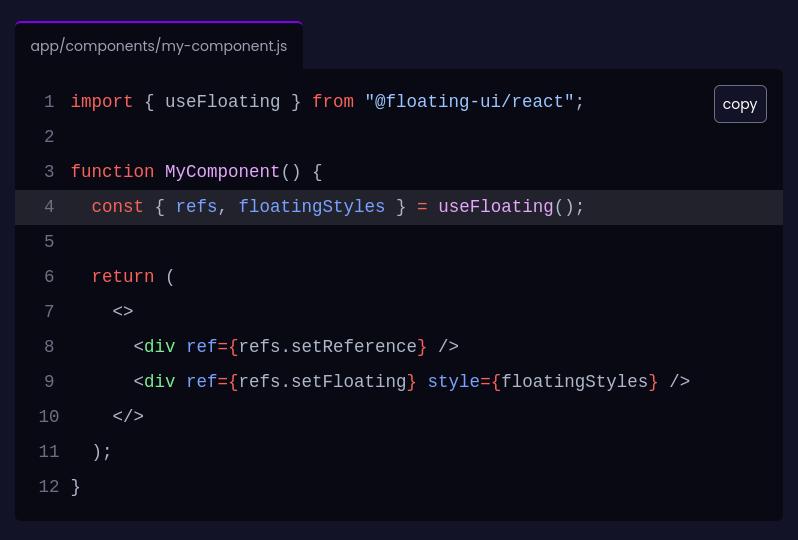 app/components/my-component.js
copy
1 import { useFloating } from "@floating-ui/react";
2
3 function MyComponent() {
4   const { refs, floatingStyles } = useFloating();
5
6   return (
7     <>
8       <div ref={refs.setReference} />
9       <div ref={refs.setFloating} style={floatingStyles} />
10     </>
11   );
12 }